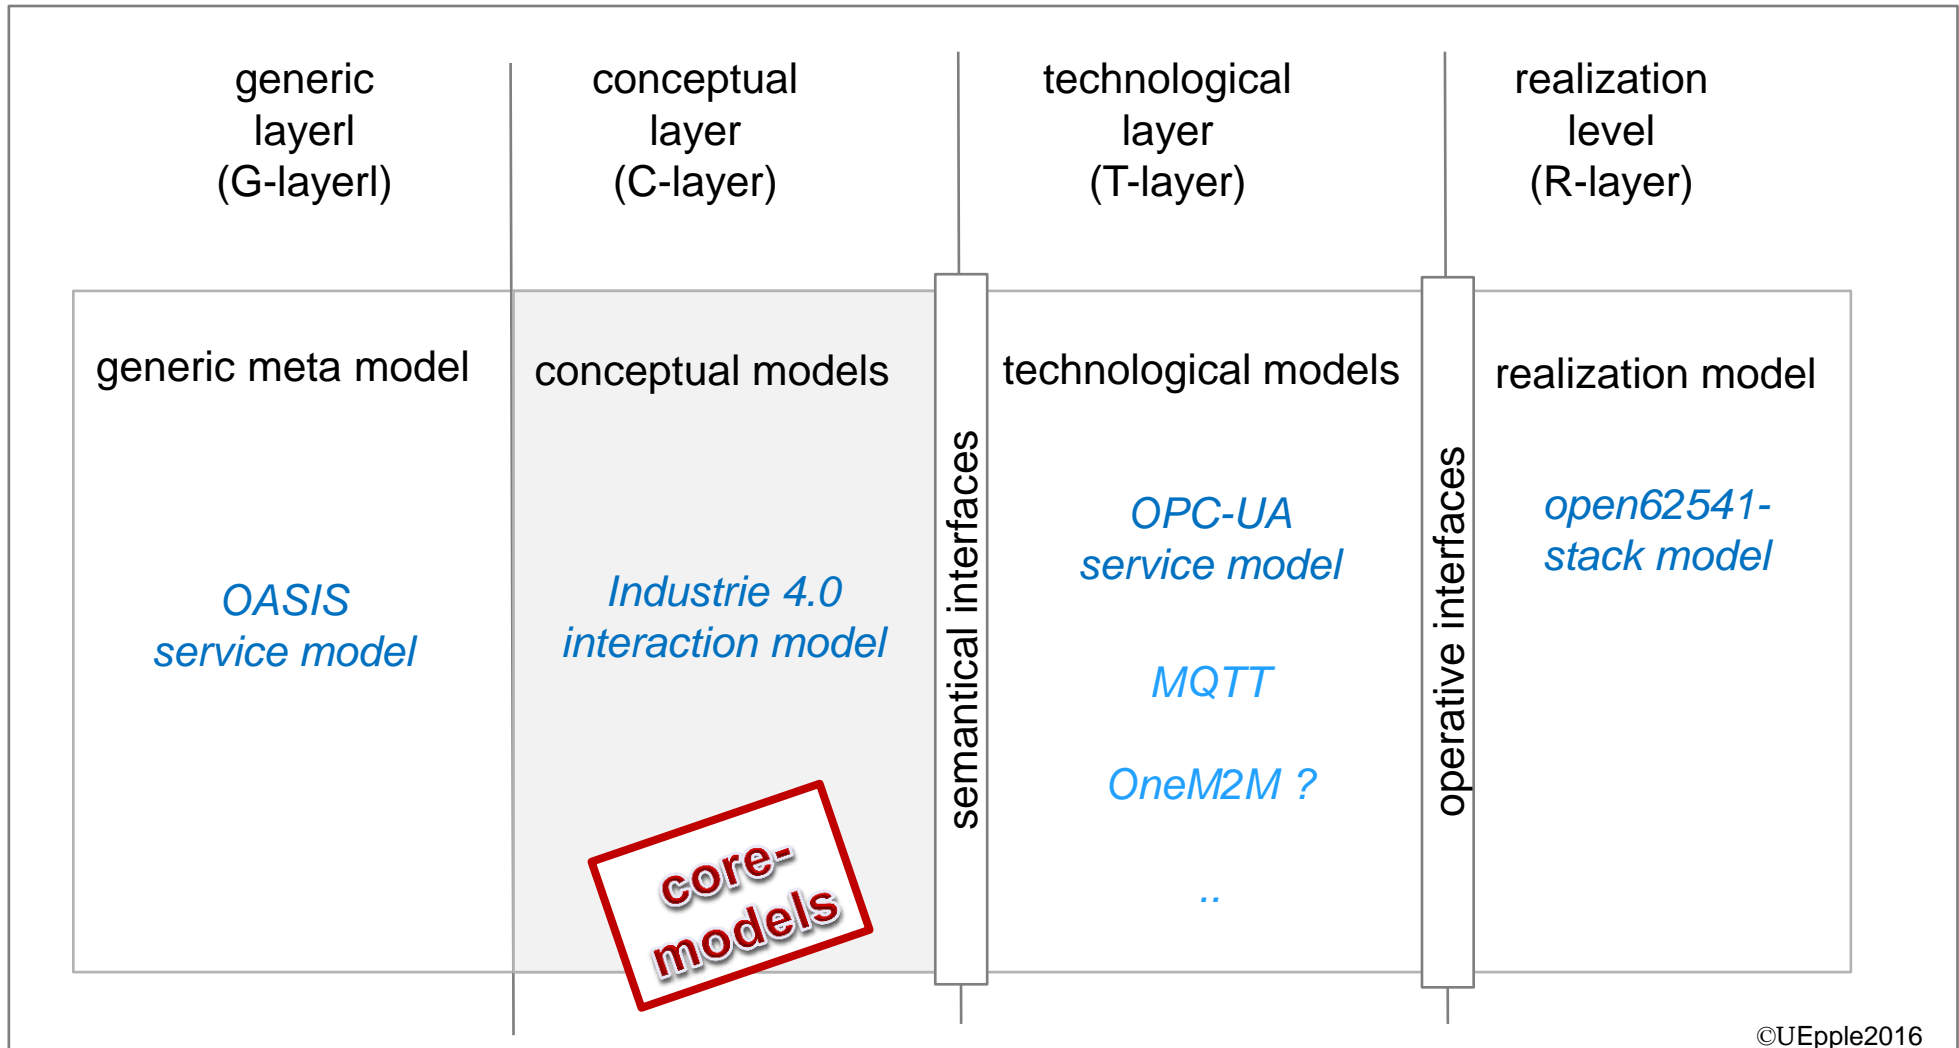 generic
layerl
(G-layerl)
conceptual
layer
(C-layer)
technological
layer
(T-layer)
realization
level
(R-layer)
generic meta model
OASIS
service model
conceptual models
Industrie 4.0
interaction model
core-
models
semantical interfaces
technological models
OPC-UA
service model
MQTT
OneM2M ?
..
operative interfaces
realization model
open62541-
stack model
©UEpple2016